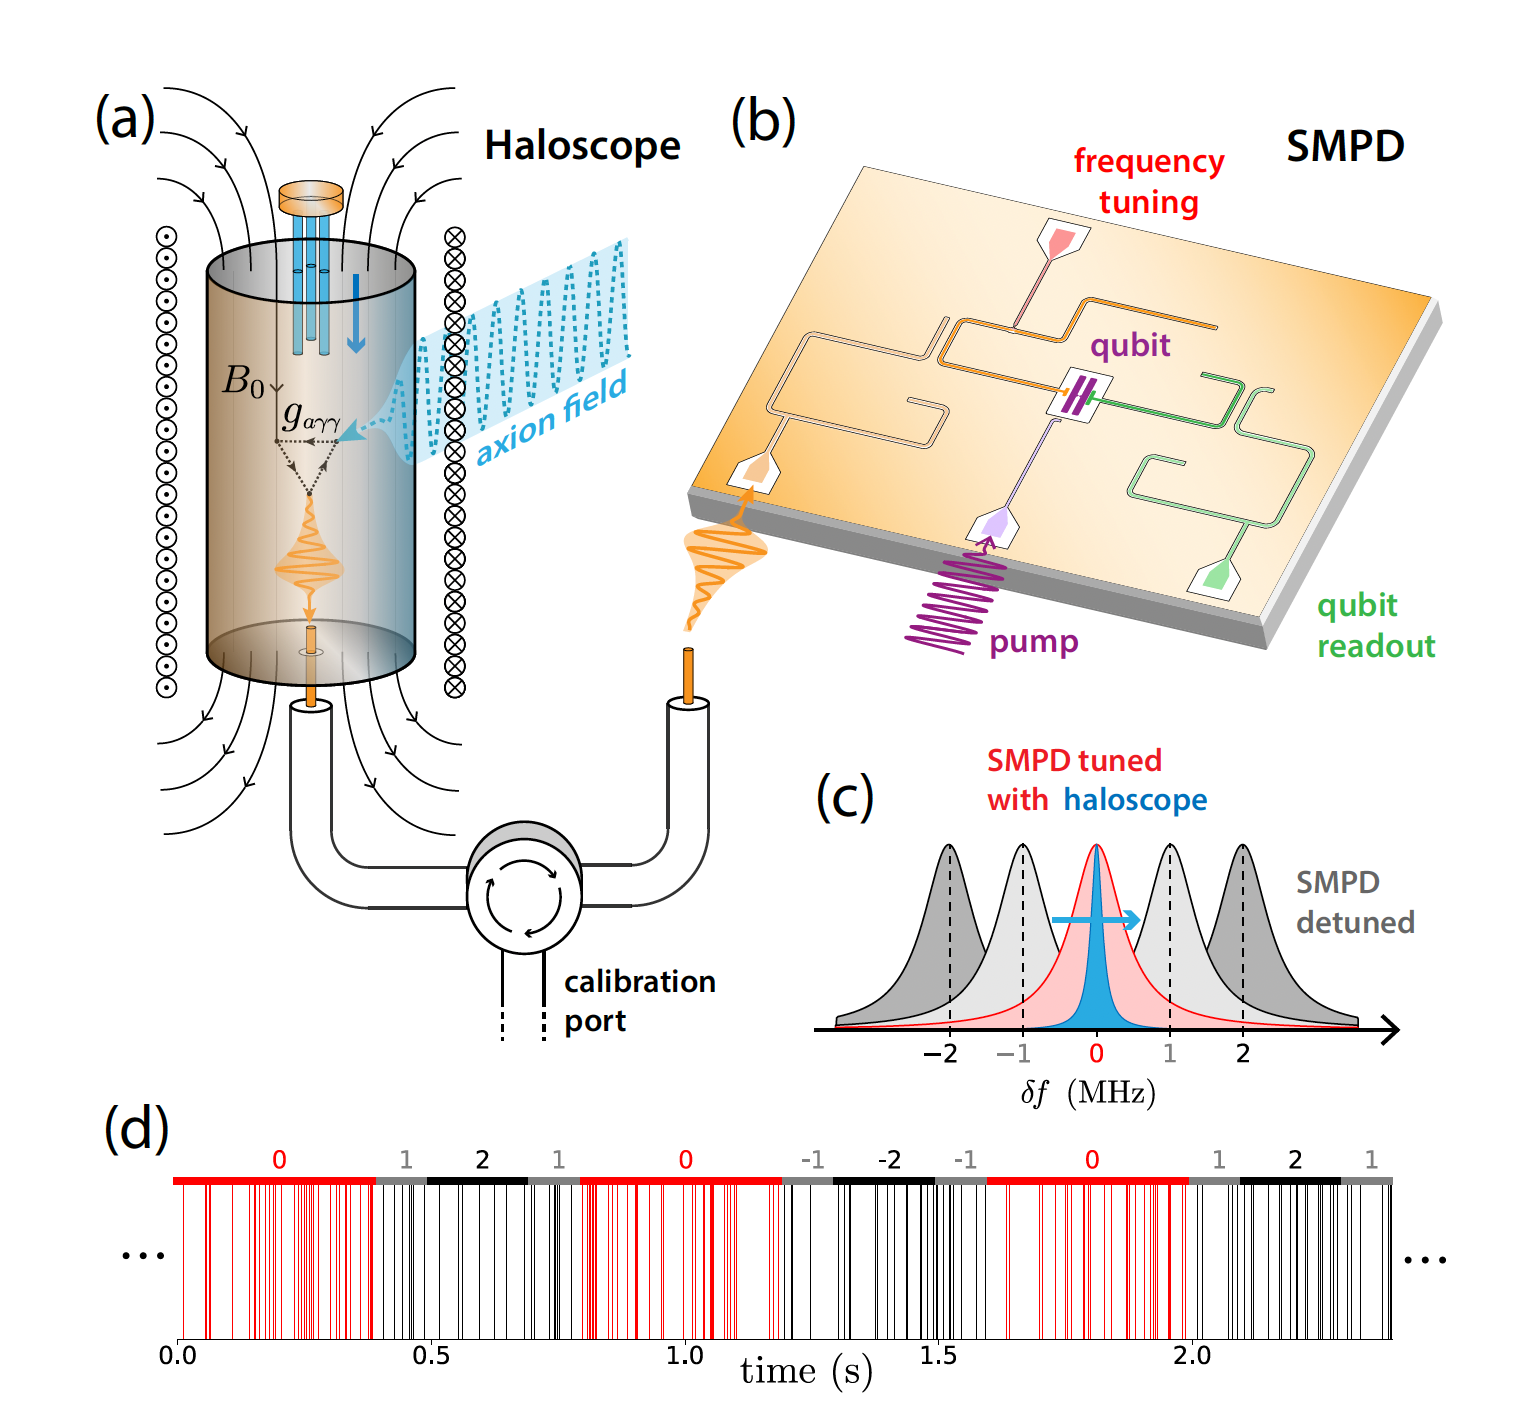 (a)
Haloscope
B₀
gₐγγ
axion field
calibration
port
(b)
SMPD
frequency
tuning
qubit
pump
qubit
readout
(c)
SMPD tuned
with haloscope
SMPD
detuned
−2 −1 0 1 2
δf (MHz)
(d)
0 1 2 1 0 -1 -2 -1 0 1 2 1
... ...
0.0 0.5 1.0 1.5 2.0
time (s)